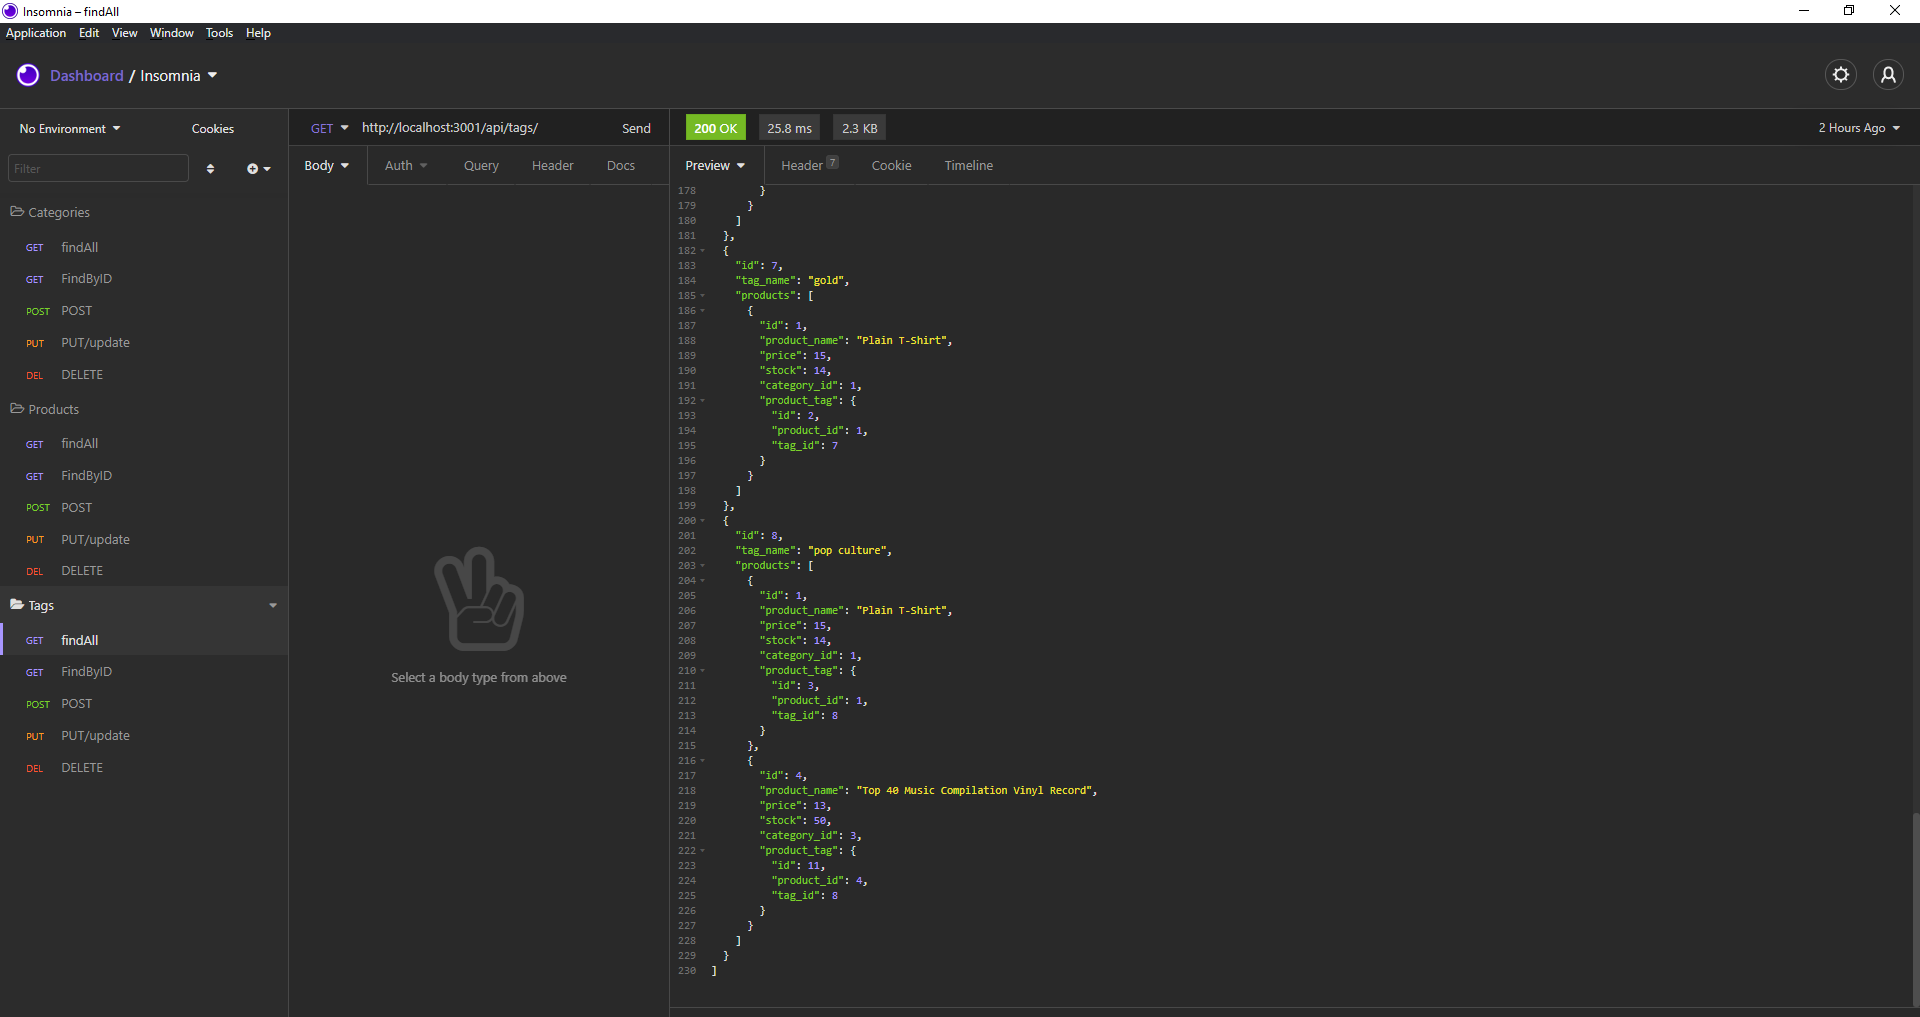 Insomnia – findAll
Application Edit View Window Tools Help
Dashboard / Insomnia
No Environment Cookies
Filter
Categories
GET findAll
GET FindByID
POST POST
PUT PUT/update
DEL DELETE
Products
GET findAll
GET FindByID
POST POST
PUT PUT/update
DEL DELETE
Tags
GET findAll
GET FindByID
POST POST
PUT PUT/update
DEL DELETE
GET http://localhost:3001/api/tags/ Send
Body Auth Query Header Docs
Select a body type from above
200 OK 25.8 ms 2.3 KB 2 Hours Ago
Preview Header 7 Cookie Timeline
178 }
179 }
180 ]
181 },
182 {
183 "id": 7,
184 "tag_name": "gold",
185 "products": [
186 {
187 "id": 1,
188 "product_name": "Plain T-Shirt",
189 "price": 15,
190 "stock": 14,
191 "category_id": 1,
192 "product_tag": {
193 "id": 2,
194 "product_id": 1,
195 "tag_id": 7
196 }
197 }
198 ]
199 },
200 {
201 "id": 8,
202 "tag_name": "pop culture",
203 "products": [
204 {
205 "id": 1,
206 "product_name": "Plain T-Shirt",
207 "price": 15,
208 "stock": 14,
209 "category_id": 1,
210 "product_tag": {
211 "id": 3,
212 "product_id": 1,
213 "tag_id": 8
214 }
215 },
216 {
217 "id": 4,
218 "product_name": "Top 40 Music Compilation Vinyl Record",
219 "price": 13,
220 "stock": 50,
221 "category_id": 3,
222 "product_tag": {
223 "id": 11,
224 "product_id": 4,
225 "tag_id": 8
226 }
227 }
228 ]
229 }
230 ]